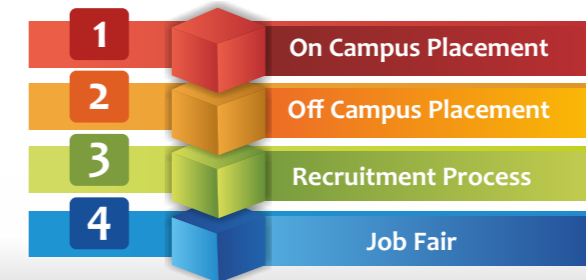 1 On Campus Placement
2 Off Campus Placement
3 Recruitment Process
4 Job Fair